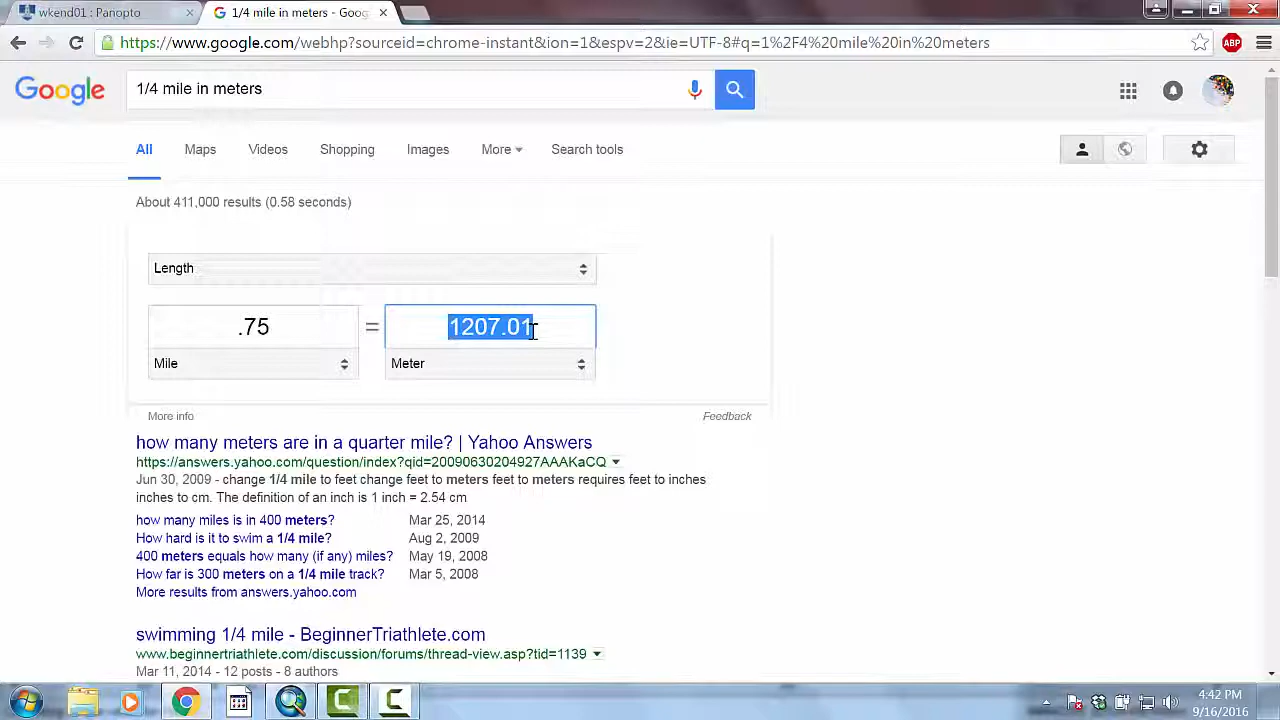 wkend01 : Panopto
1/4 mile in meters - Goog
https://www.google.com/webhp?sourceid=chrome-instant&ion=1&espv=2&ie=UTF-8#q=1%2F4%20mile%20in%20meters
ABP
Google
1/4 mile in meters
All Maps Videos Shopping Images More Search tools
About 411,000 results (0.58 seconds)
Length
.75 = 1207.01
Mile Meter
More info Feedback
how many meters are in a quarter mile? | Yahoo Answers
https://answers.yahoo.com/question/index?qid=20090630204927AAAKaCQ
Jun 30, 2009 - change 1/4 mile to feet change feet to meters feet to meters requires feet to inches
inches to cm. The definition of an inch is 1 inch = 2.54 cm
how many miles is in 400 meters? Mar 25, 2014
How hard is it to swim a 1/4 mile? Aug 2, 2009
400 meters equals how many (if any) miles? May 19, 2008
How far is 300 meters on a 1/4 mile track? Mar 5, 2008
More results from answers.yahoo.com
swimming 1/4 mile - BeginnerTriathlete.com
www.beginnertriathlete.com/discussion/forums/thread-view.asp?tid=1139
Mar 11, 2014 - 12 posts - 8 authors
4:42 PM
9/16/2016